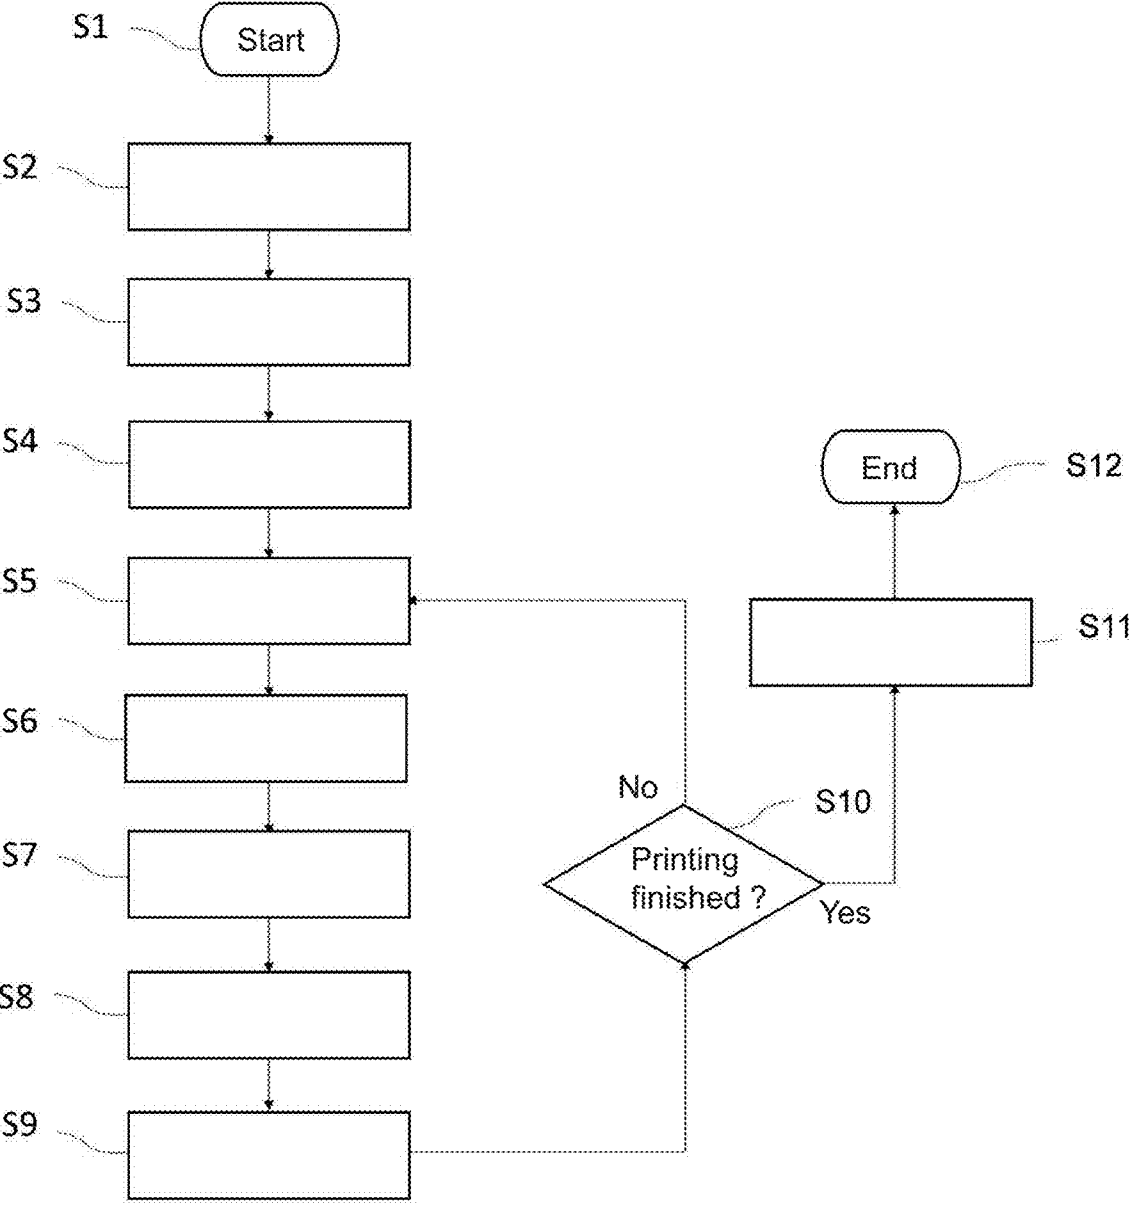 S1
Start
S2
S3
S4
S5
S6
S7
S8
S9
End
S12
S11
No
S10
Printing
finished ?
Yes